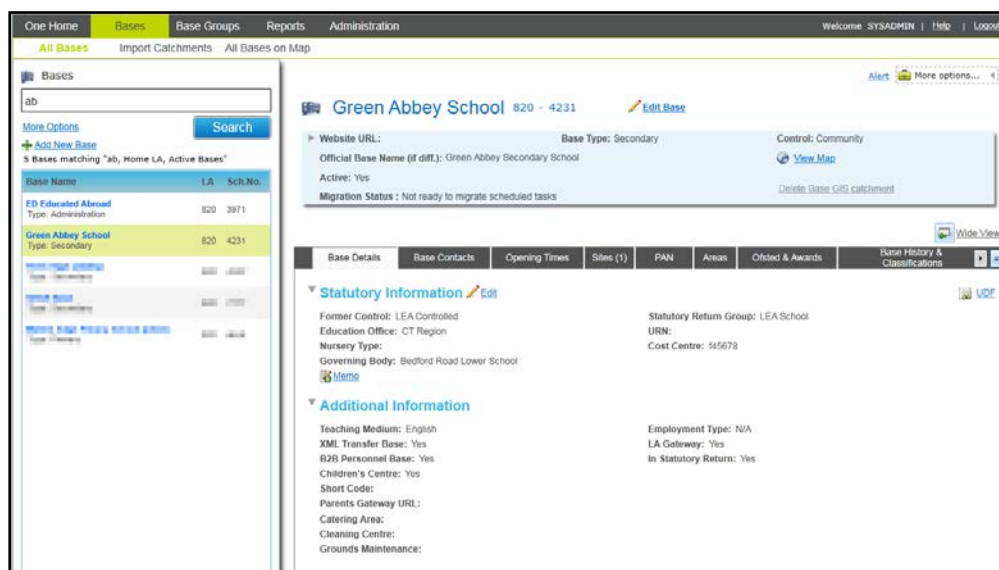 One Home Bases Base Groups Reports Administration Welcome SYSADMIN | Help | Logout
All Bases Import Catchments All Bases on Map
Bases
ab
More Options Search
Add New Base
5 Bases matching "ab, Home LA, Active Bases"
Base Name LA Sch.No.
ED Educated Abroad 820 3971
Type: Administration
Green Abbey School 820 4231
Type: Secondary
Alert More options...
Green Abbey School 820 - 4231 Edit Base
Website URL: Base Type: Secondary Control: Community
Official Base Name (if diff.): Green Abbey Secondary School View Map
Active: Yes
Migration Status : Not ready to migrate scheduled tasks Delete Base GIS catchment
Wide View
Base Details Base Contacts Opening Times Sites (1) PAN Areas Ofsted & Awards Base History & Classifications
Statutory Information Edit UDF
Former Control: LEA Controlled Statutory Return Group: LEA School
Education Office: CT Region URN:
Nursery Type: Cost Centre: f45678
Governing Body: Bedford Road Lower School
Memo
Additional Information
Teaching Medium: English Employment Type: N/A
XML Transfer Base: Yes LA Gateway: Yes
B2B Personnel Base: Yes In Statutory Return: Yes
Children's Centre: Yes
Short Code:
Parents Gateway URL:
Catering Area:
Cleaning Centre:
Grounds Maintenance: